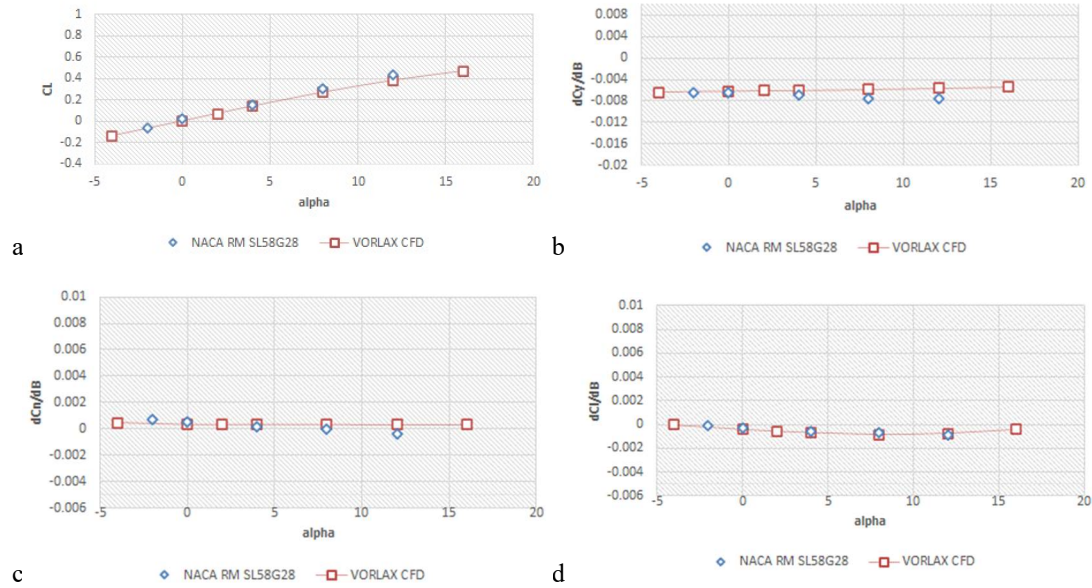 1
0.8
0.6
0.4
0.2
0
-0.2
-0.4
CL
-5 0 5 10 15 20
alpha
NACA RM SL58G28 VORLAX CFD
a
0.008
0.004
0
-0.004
-0.008
-0.012
-0.016
-0.02
dCy/dB
-5 0 5 10 15 20
alpha
NACA RM SL58G28 VORLAX CFD
b
0.01
0.008
0.006
0.004
0.002
0
-0.002
-0.004
-0.006
dCn/dB
-5 0 5 10 15 20
alpha
NACA RM SL58G28 VORLAX CFD
c
0.01
0.008
0.006
0.004
0.002
0
-0.002
-0.004
-0.006
dCl/dB
-5 0 5 10 15 20
alpha
NACA RM SL58G28 VORLAX CFD
d